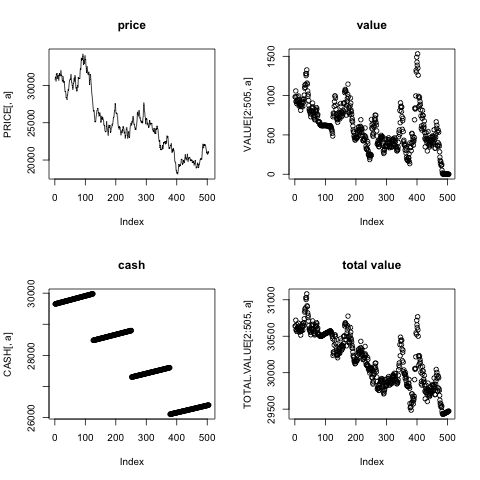 price
PRICE[, a]
20000 25000 30000
0 100 200 300 400 500
Index
value
VALUE[2:505, a]
0 500 1000 1500
0 100 200 300 400 500
Index
cash
CASH[, a]
26000 28000 30000
0 100 200 300 400 500
Index
total value
TOTAL.VALUE[2:505, a]
29500 30000 30500 31000
0 100 200 300 400 500
Index